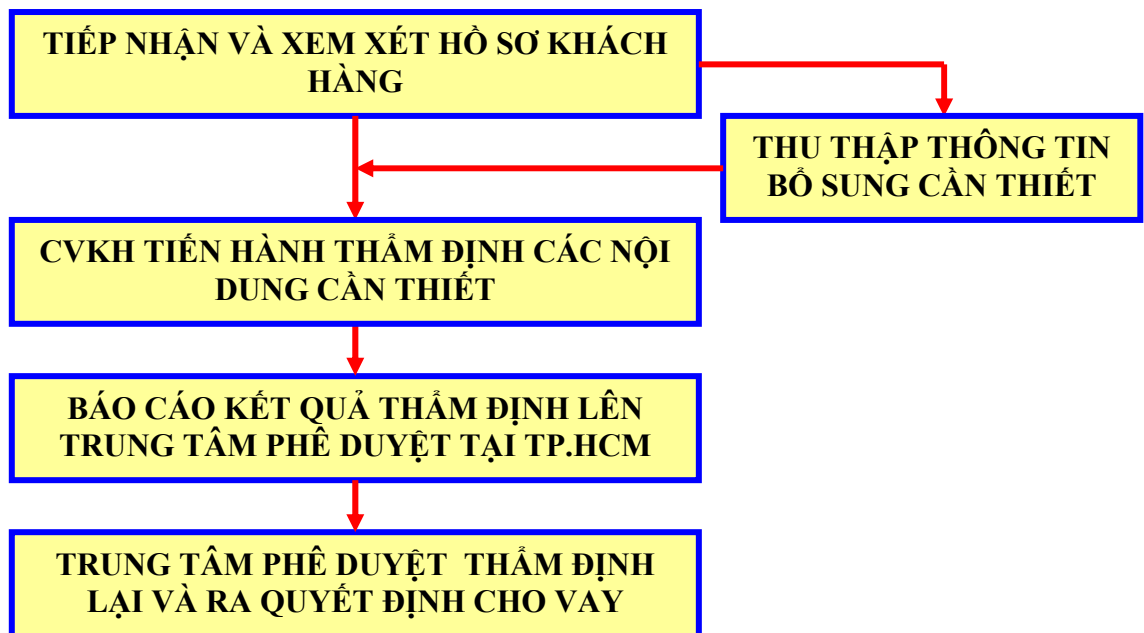 TIẾP NHẬN VÀ XEM XÉT HỒ SƠ KHÁCH
HÀNG
THU THẬP THÔNG TIN
BỔ SUNG CẦN THIẾT
CVKH TIẾN HÀNH THẨM ĐỊNH CÁC NỘI
DUNG CẦN THIẾT
BÁO CÁO KẾT QUẢ THẨM ĐỊNH LÊN
TRUNG TÂM PHÊ DUYỆT TẠI TP.HCM
TRUNG TÂM PHÊ DUYỆT THẨM ĐỊNH
LẠI VÀ RA QUYẾT ĐỊNH CHO VAY